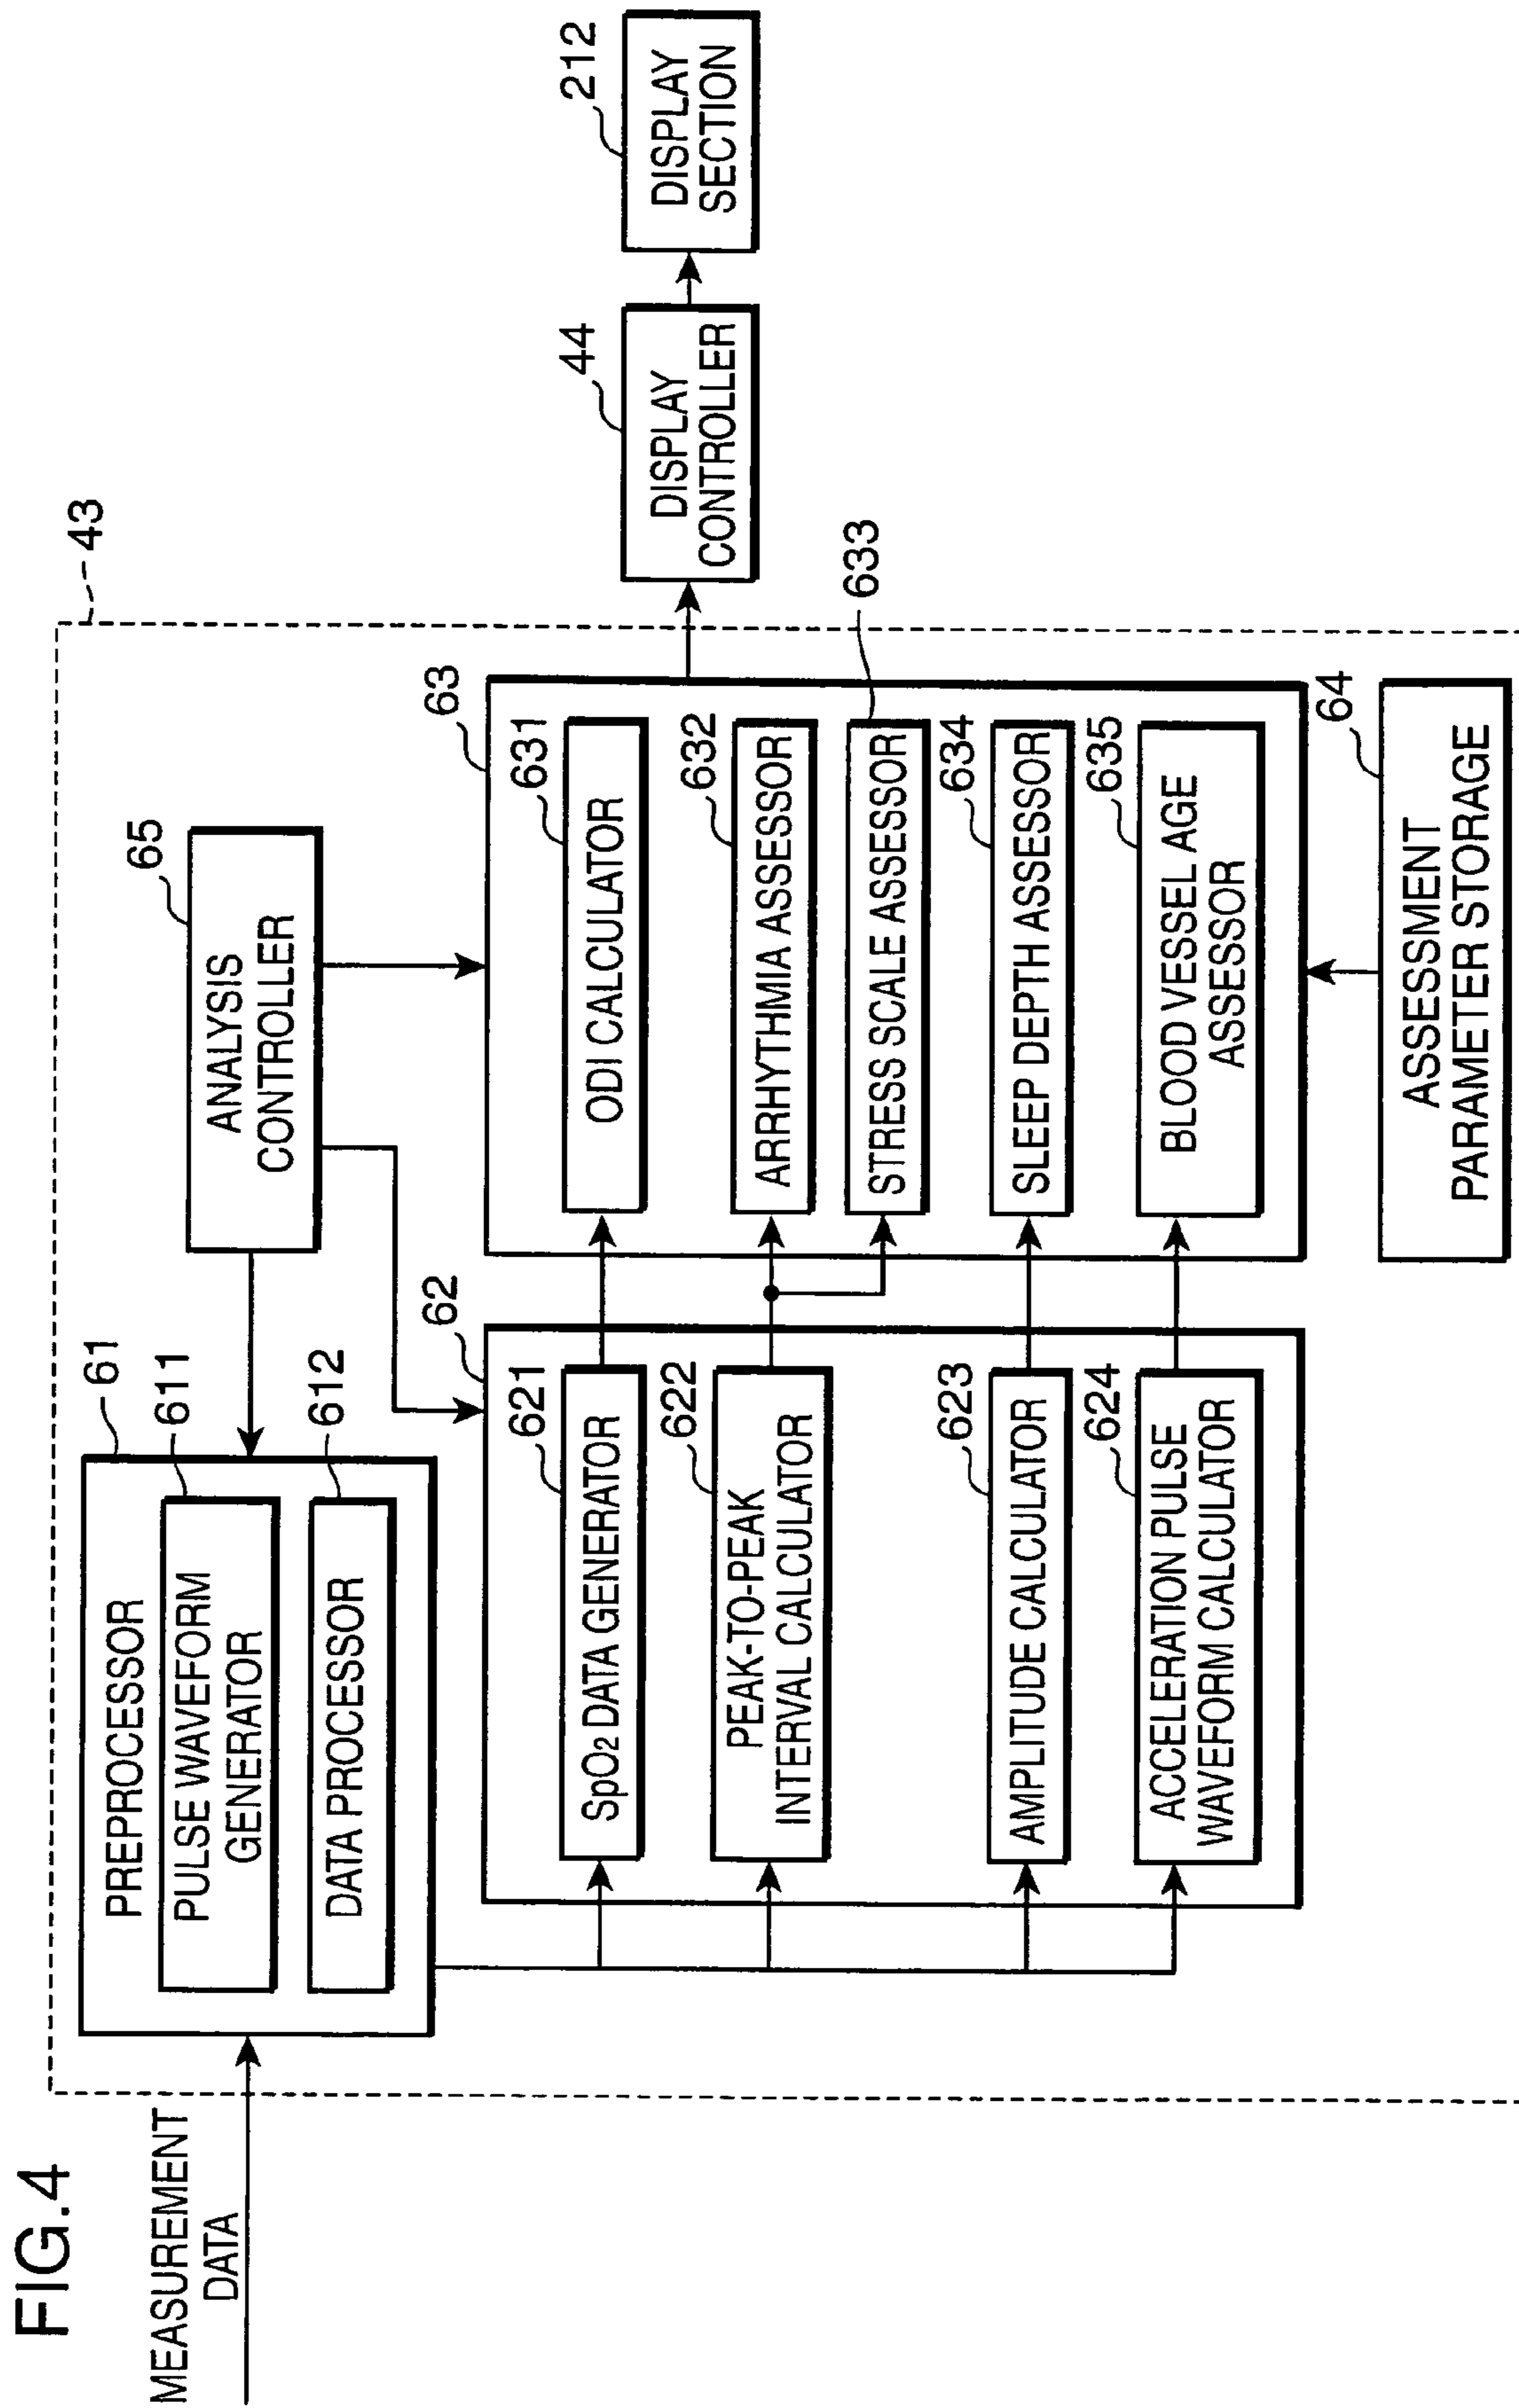 FIG.4
MEASUREMENT
DATA
43
61
PREPROCESSOR
611
PULSE WAVEFORM
GENERATOR
612
DATA PROCESSOR
65
ANALYSIS
CONTROLLER
62
621
SpO2 DATA GENERATOR
622
PEAK-TO-PEAK
INTERVAL CALCULATOR
623
AMPLITUDE CALCULATOR
624
ACCELERATION PULSE
WAVEFORM CALCULATOR
63
631
ODI CALCULATOR
632
ARRHYTHMIA ASSESSOR
633
STRESS SCALE ASSESSOR
634
SLEEP DEPTH ASSESSOR
635
BLOOD VESSEL AGE
ASSESSOR
64
ASSESSMENT
PARAMETER STORAGE
44
DISPLAY
CONTROLLER
212
DISPLAY
SECTION